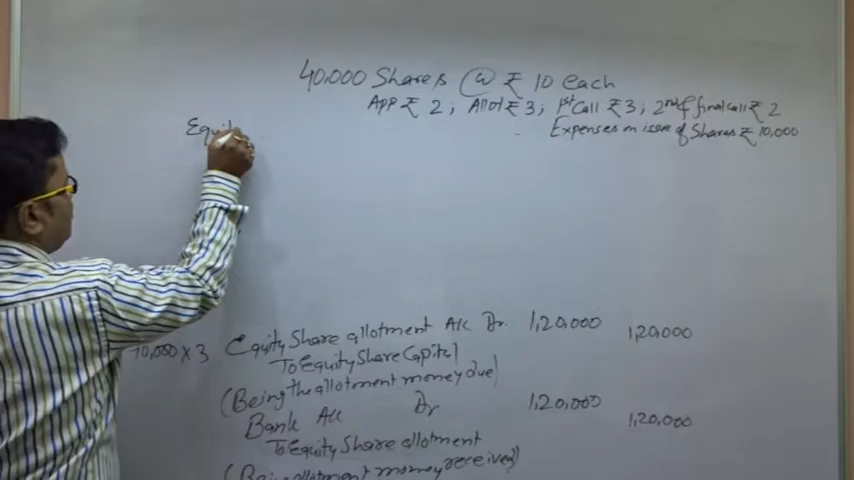 40,000 Shares @ ₹ 10 each
App ₹ 2, Allot ₹ 3, 1st Call ₹ 3, 2nd & final call ₹ 2
Expenses on issue of Shares ₹ 10,000
Equit
Equity Share allotment A/c Dr. 1,20,000
1,20,000
0,000 x 3
To Equity Share Capital
(Being the allotment money due)
Bank A/c Dr 1,20,000
1,20,000
To Equity Share allotment
(Being allotment money received)